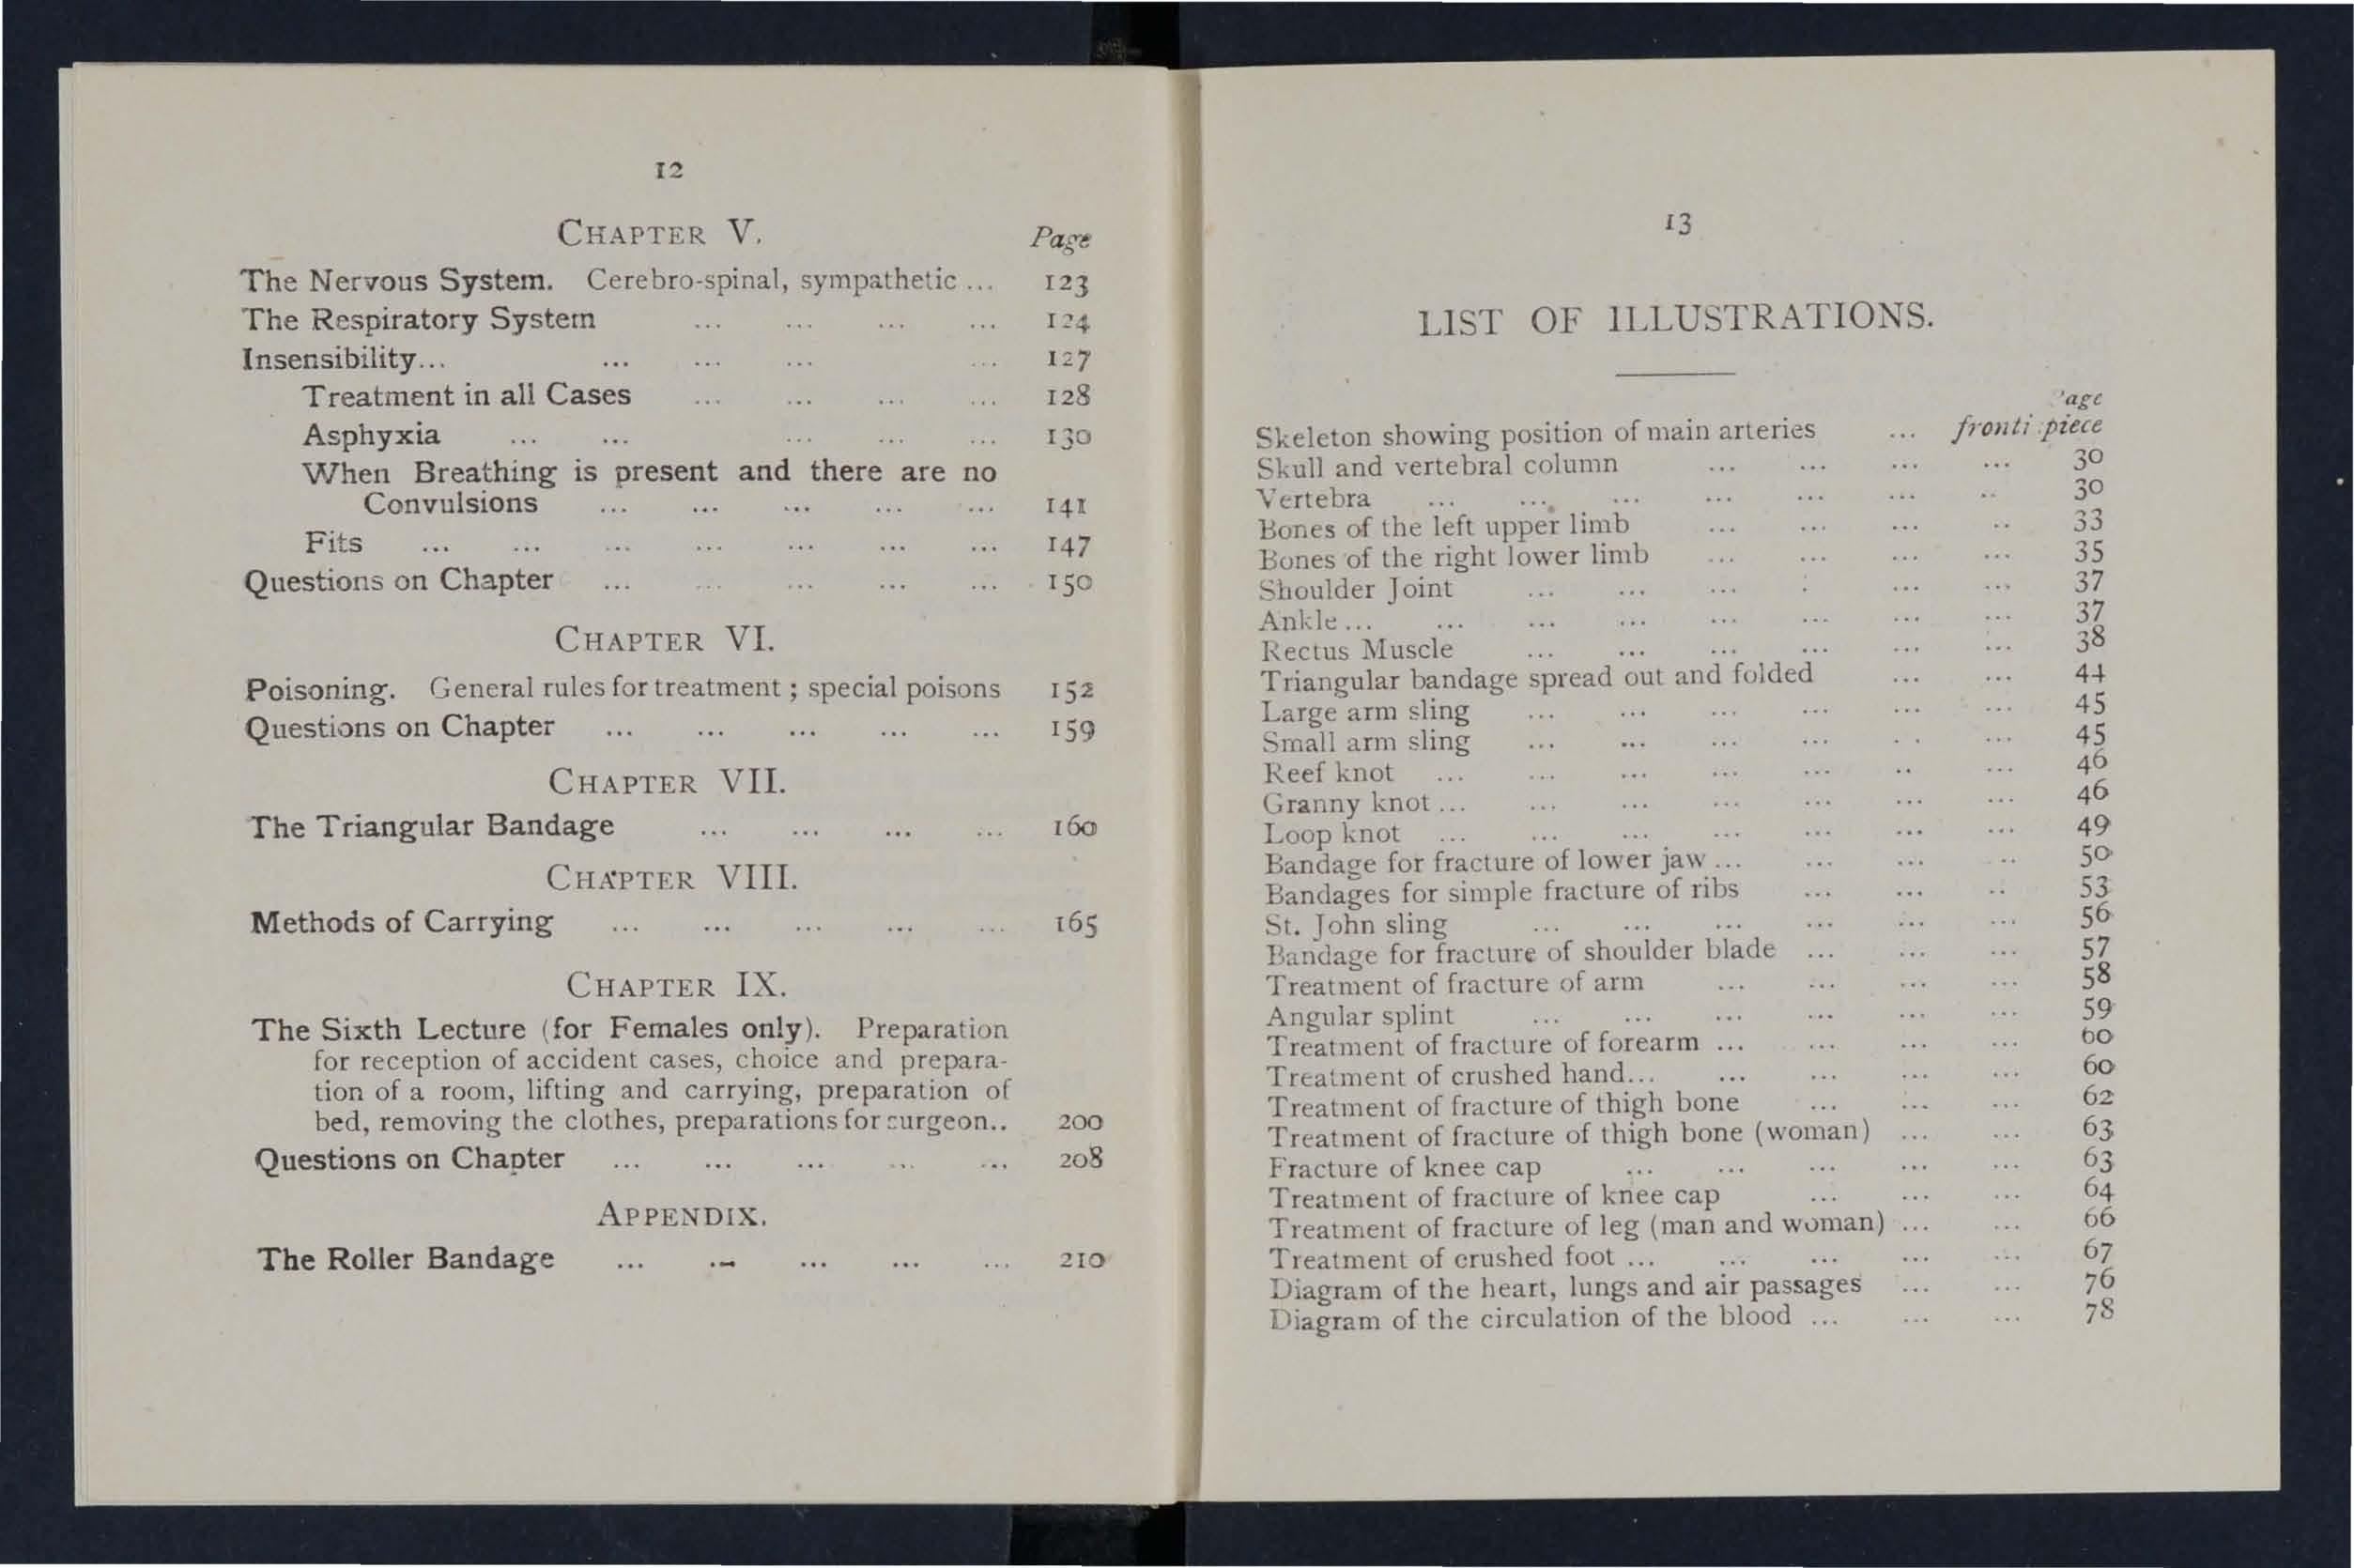 12
CHAPTER V. Page
The Nervous System. Cerebro-spinal, sympathetic ... 123
The Respiratory System ... ... ... ... 124
Insensibility... ... ... ... ... 127
Treatment in all Cases ... ... ... ... 128
Asphyxia ... ... ... ... ... 130
When Breathing is present and there are no
Convulsions ... ... ... ... ... 141
Fits ... ... ... ... ... ... ... 147
Questions on Chapter ... ... ... ... ... 150
CHAPTER VI.
Poisoning. General rules for treatment ; special poisons 152
Questions on Chapter ... ... ... ... ... 159
CHAPTER VII.
The Triangular Bandage ... ... ... ... 160
CHAPTER VIII.
Methods of Carrying ... ... ... ... ... 165
CHAPTER IX.
The Sixth Lecture (for Females only). Preparation
for reception of accident cases, choice and prepara-
tion of a room, lifting and carrying, preparation of
bed, removing the clothes, preparations for surgeon.. 200
Questions on Chapter ... ... ... ... ... 208
APPENDIX.
The Roller Bandage ... ... ... ... ... 210
13
LIST OF ILLUSTRATIONS.
Page
Skeleton showing position of main arteries ... frontispiece
Skull and vertebral column ... ... ... ... 30
Vertebra ... ... ... ... ... ... .. 30
Bones of the left upper limb ... ... ... .. 33
Bones of the right lower limb ... ... ... ... 35
Shoulder Joint ... ... ... : ... ... 37
Ankle ... ... ... ... ... ... ... ... 37
Rectus Muscle ... ... ... ... ... ... 38
Triangular bandage spread out and folded ... ... 44
Large arm sling ... ... ... ... ... ... 45
Small arm sling ... ... ... ... .. ... 45
Reef knot ... ... ... ... ... .. ... 46
Granny knot ... ... ... ... ... ... ... 46
Loop knot ... ... ... ... ... ... ... 49
Bandage for fracture of lower jaw ... ... ... .. 50
Bandages for simple fracture of ribs ... ... .. 53
St. John sling ... ... ... ... ... ... 56
Bandage for fracture of shoulder blade ... ... ... 57
Treatment of fracture of arm ... ... ... ... 58
Angular splint ... ... ... ... ... ... 59
Treatment of fracture of forearm ... ... ... ... 60
Treatment of crushed hand... ... ... ... ... 60
Treatment of fracture of thigh bone ... ... ... 62
Treatment of fracture of thigh bone (woman) ... ... 63
Fracture of knee cap ... ... ... ... ... 63
Treatment of fracture of knee cap ... ... ... 64
Treatment of fracture of leg (man and woman) ... ... 66
Treatment of crushed foot ... ... ... ... ... 67
Diagram of the heart, lungs and air passages ... ... 76
Diagram of the circulation of the blood ... ... ... 78